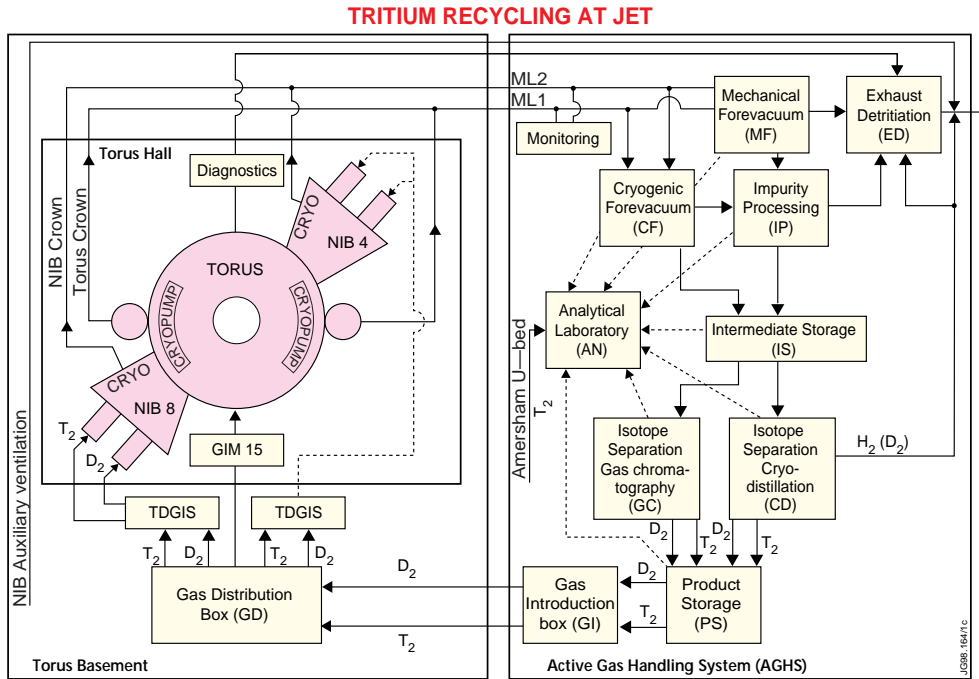 TRITIUM RECYCLING AT JET
ML2
ML1
Monitoring
Mechanical
Forevacuum
(MF)
Exhaust
Detritiation
(ED)
Torus Hall
Diagnostics
NIB Crown
Torus Crown
CRYO
NIB 4
TORUS
CRYOPUMP
CRYOPUMP
CRYO
NIB 8
T2
D2
GIM 15
Cryogenic
Forevacuum
(CF)
Impurity
Processing
(IP)
Analytical
Laboratory
(AN)
Intermediate Storage
(IS)
Amersham U—bed
T2
Isotope
Separation
Gas chroma-
tography
(GC)
Isotope
Separation
Cryo-
distillation
(CD)
H2 (D2)
NIB Auxiliary ventilation
TDGIS
TDGIS
T2
D2
T2
D2
D2
T2
D2
T2
Gas Distribution
Box (GD)
D2
T2
Gas
Introduction
box (GI)
D2
T2
Product
Storage
(PS)
Torus Basement
Active Gas Handling System (AGHS)
JG98.164/1c